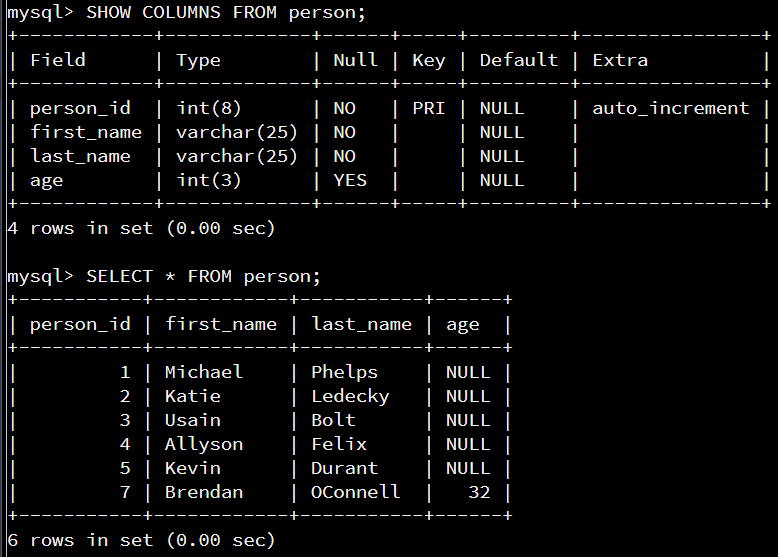 mysql> SHOW COLUMNS FROM person;
+------------+-------------+------+-----+---------+----------------+
| Field      | Type        | Null | Key | Default | Extra          |
+------------+-------------+------+-----+---------+----------------+
| person_id  | int(8)      | NO   | PRI | NULL    | auto_increment |
| first_name | varchar(25) | NO   |     | NULL    |                |
| last_name  | varchar(25) | NO   |     | NULL    |                |
| age        | int(3)      | YES  |     | NULL    |                |
+------------+-------------+------+-----+---------+----------------+
4 rows in set (0.00 sec)

mysql> SELECT * FROM person;
+-----------+------------+-----------+------+
| person_id | first_name | last_name | age  |
+-----------+------------+-----------+------+
|         1 | Michael    | Phelps    | NULL |
|         2 | Katie      | Ledecky   | NULL |
|         3 | Usain      | Bolt      | NULL |
|         4 | Allyson    | Felix     | NULL |
|         5 | Kevin      | Durant    | NULL |
|         7 | Brendan    | OConnell  |   32 |
+-----------+------------+-----------+------+
6 rows in set (0.00 sec)